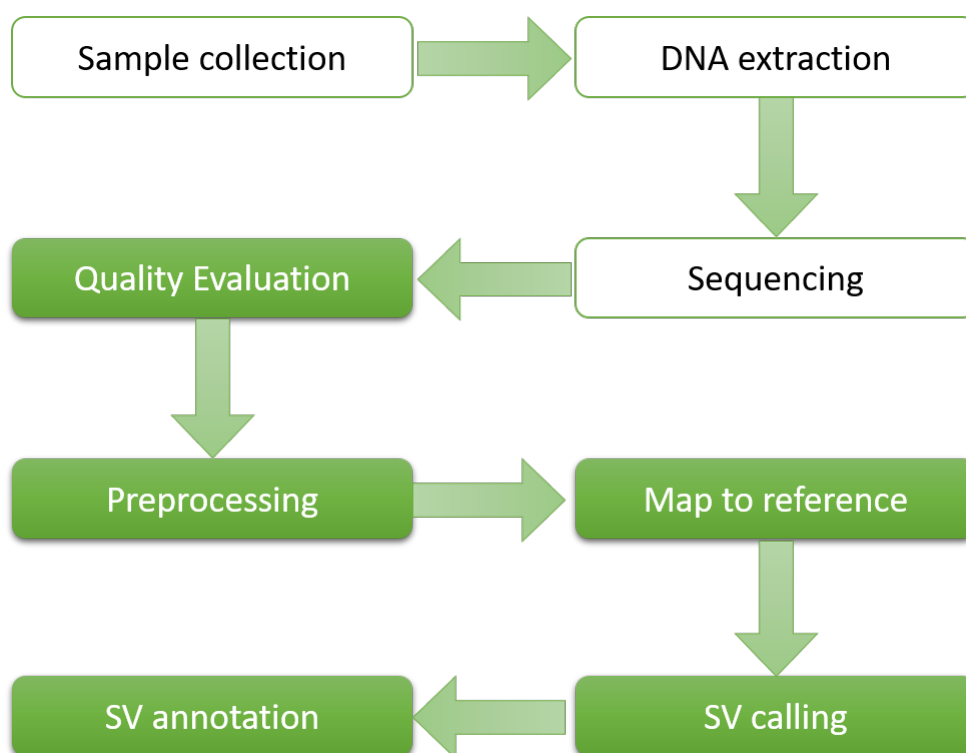 Sample collection
DNA extraction
Sequencing
Quality Evaluation
Preprocessing
Map to reference
SV calling
SV annotation